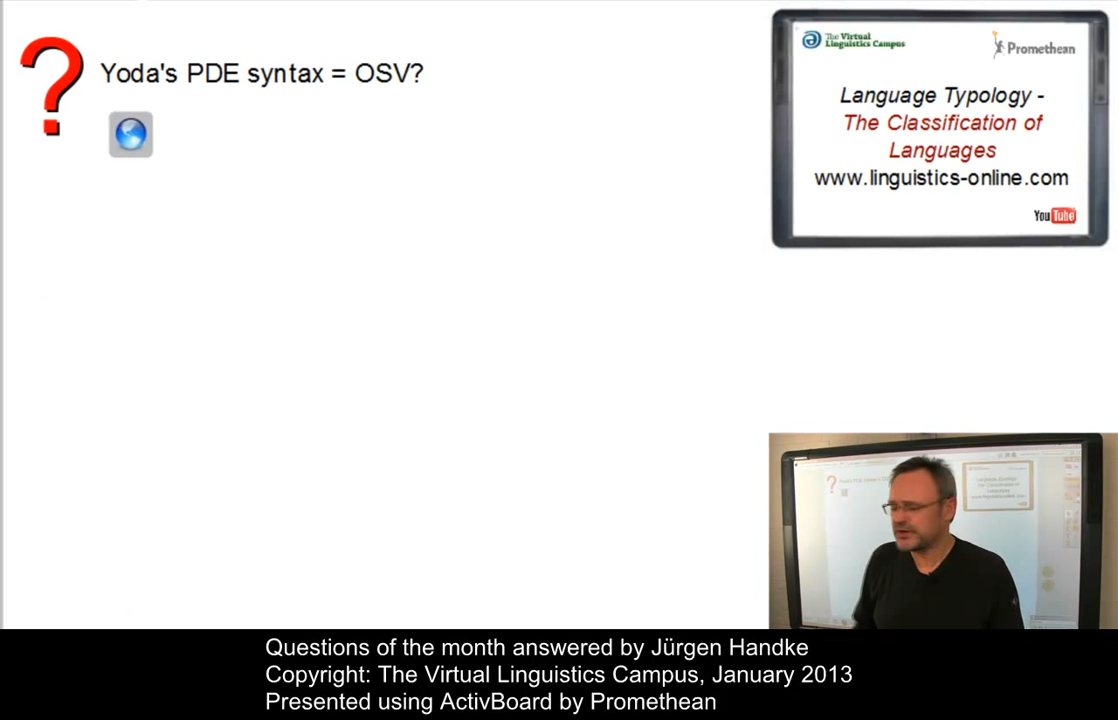 Yoda's PDE syntax = OSV?
The Virtual
Linguistics Campus
Promethean
Language Typology -
The Classification of
Languages
www.linguistics-online.com
YouTube
Questions of the month answered by Jürgen Handke
Copyright: The Virtual Linguistics Campus, January 2013
Presented using ActivBoard by Promethean